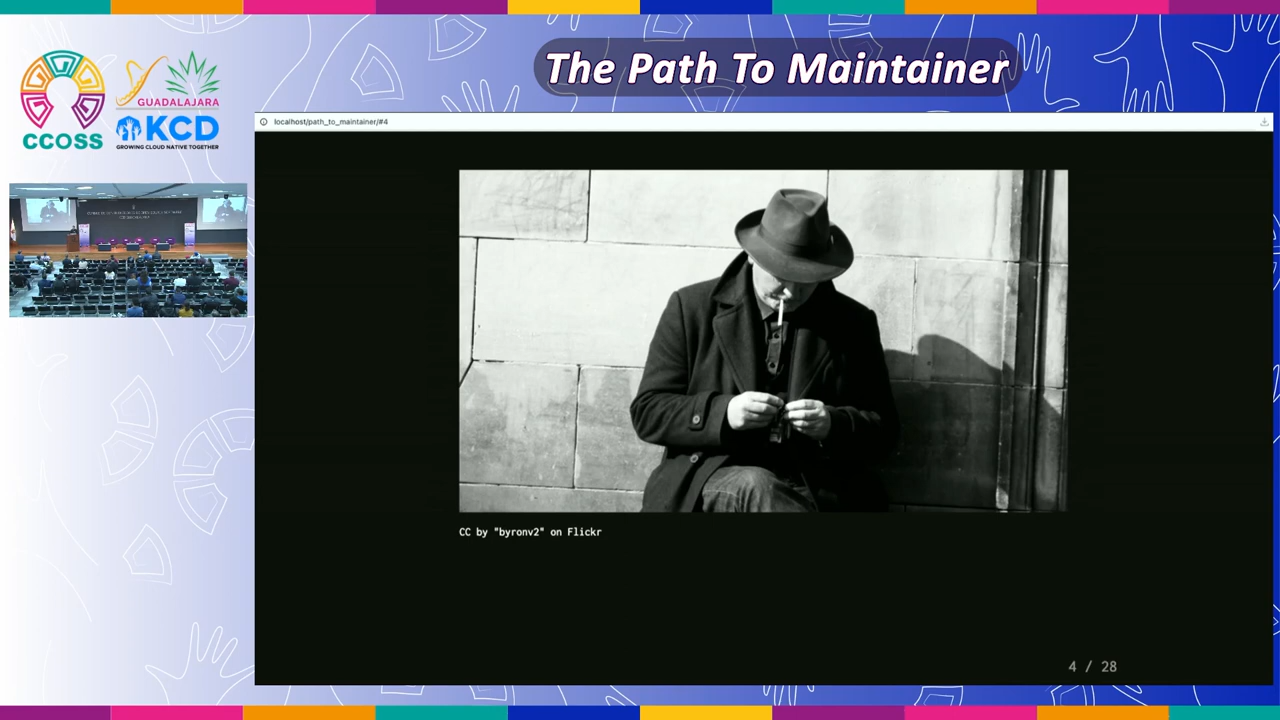 The Path To Maintainer
CCOSS
GUADALAJARA
KCD
GROWING CLOUD NATIVE TOGETHER
localhost/path_to_maintainer/#4
CC by "byronv2" on Flickr
4 / 28